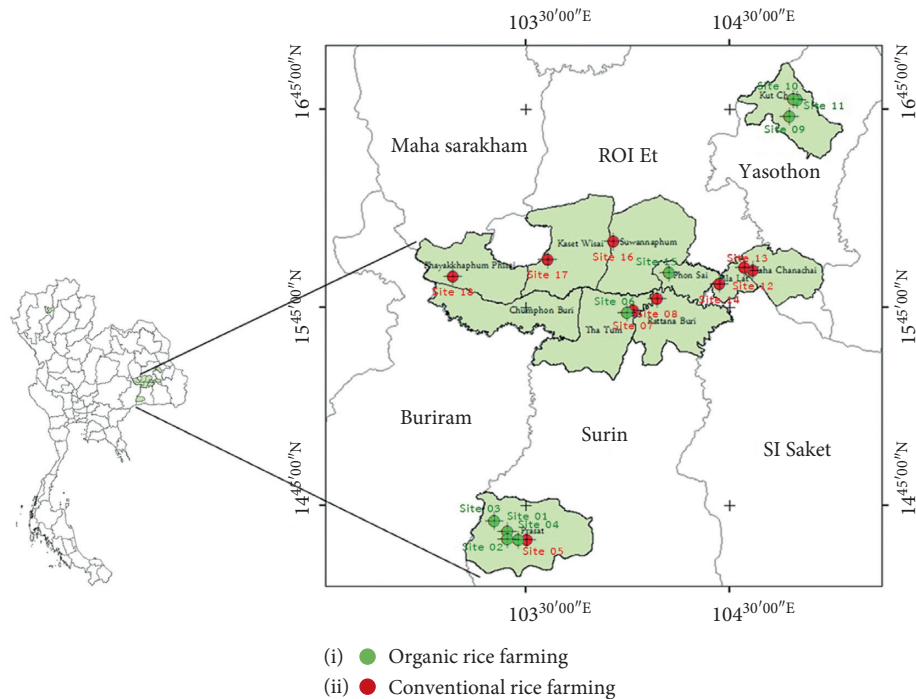 103°30′00″E
104°30′00″E
16°45′00″N
15°45′00″N
14°45′00″N
16°45′00″N
15°45′00″N
14°45′00″N
Maha sarakham
ROI Et
Yasothon
Buriram
Surin
SI Saket
Site 10
Kut Ch
Site 11
Site 09
Kaset Wisai
Suwannaphum
Site 16
Site 17
Site 15
Phon Sai
Site 13
Maha Chanachai
Site 12
Site 14
Phayakkhaphum Phisai
Site 18
Chumphon Buri
Site 06
Site 08
Site 07
Rattana Buri
Tha Tum
Site 03
Site 01
Site 04
Prasat
Site 02
Site 05
103°30′00″E
104°30′00″E
(i) Organic rice farming
(ii) Conventional rice farming